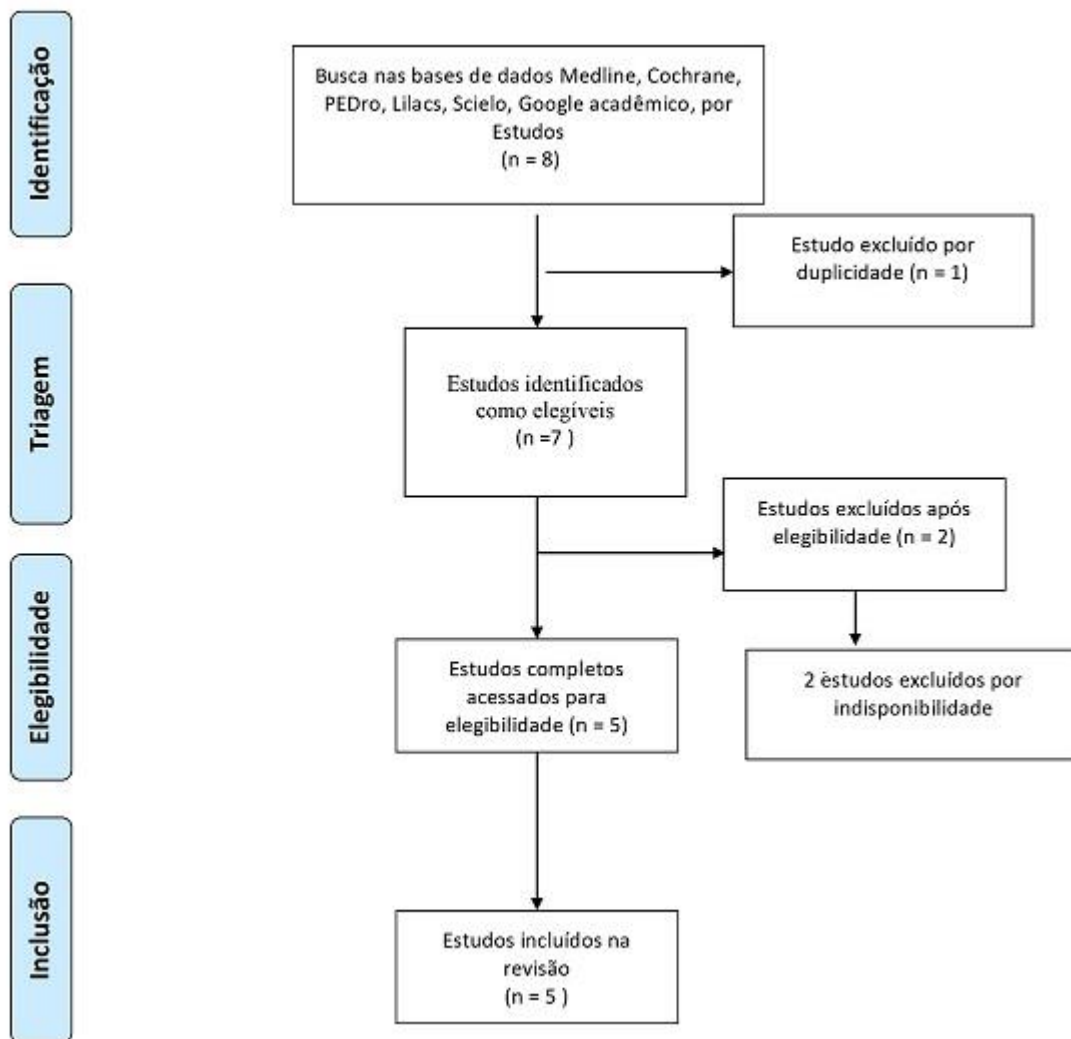 Identificação
Busca nas bases de dados Medline, Cochrane,
PEDro, Lilacs, Scielo, Google acadêmico, por
Estudos
(n = 8)
Estudo excluído por
duplicidade (n = 1)
Triagem
Estudos identificados
como elegíveis
(n =7 )
Estudos excluídos após
elegibilidade (n = 2)
Elegibilidade
Estudos completos
acessados para
elegibilidade (n = 5)
2 estudos excluídos por
indisponibilidade
Inclusão
Estudos incluídos na
revisão
(n = 5 )